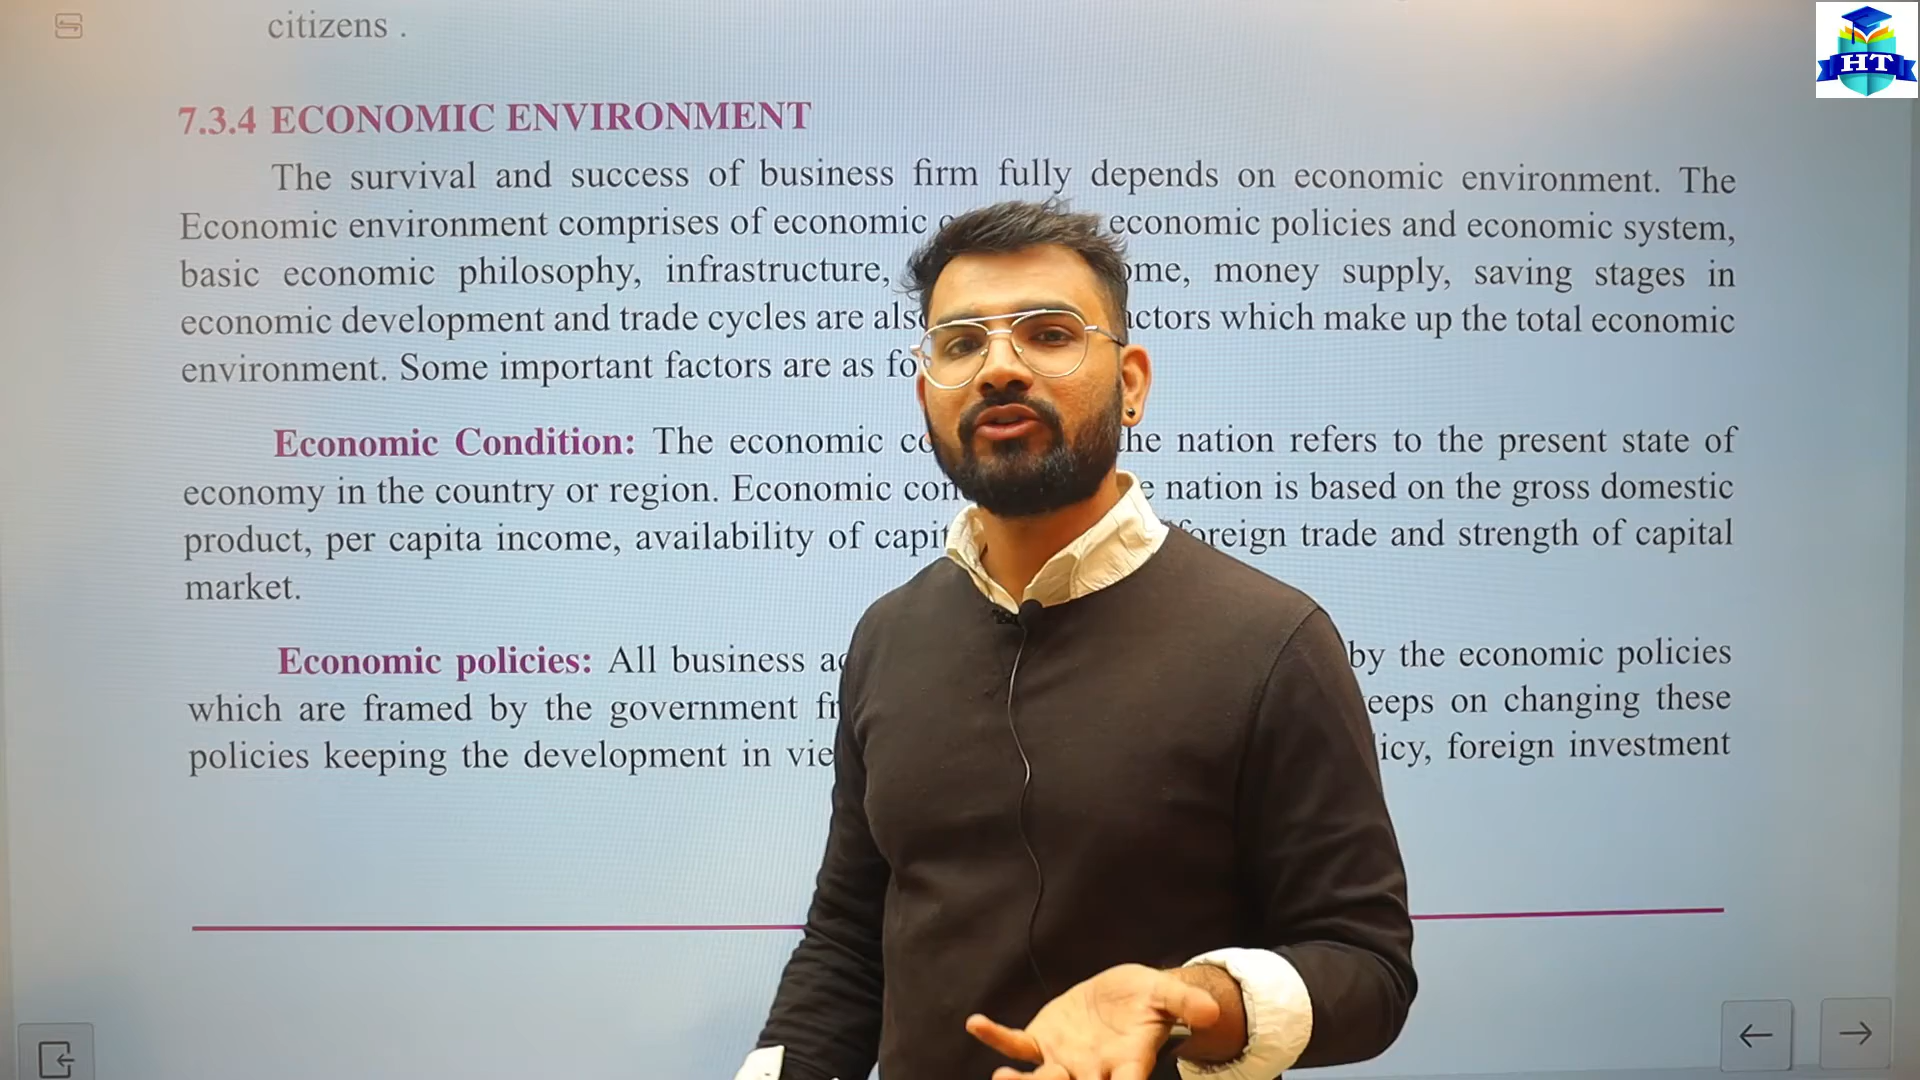 citizens .
HT
7.3.4 ECONOMIC ENVIRONMENT
The survival and success of business firm fully depends on economic environment. The
Economic environment comprises of economic economic policies and economic system,
basic economic philosophy, infrastructure, money supply, saving stages in
economic development and trade cycles are also which make up the total economic
environment. Some important factors are as
Economic Condition: The economic the nation refers to the present state of
economy in the country or region. Economic nation is based on the gross domestic
product, per capita income, availability of foreign trade and strength of capital
market.
Economic policies: All business by the economic policies
which are framed by the government on changing these
policies keeping the development in foreign investment